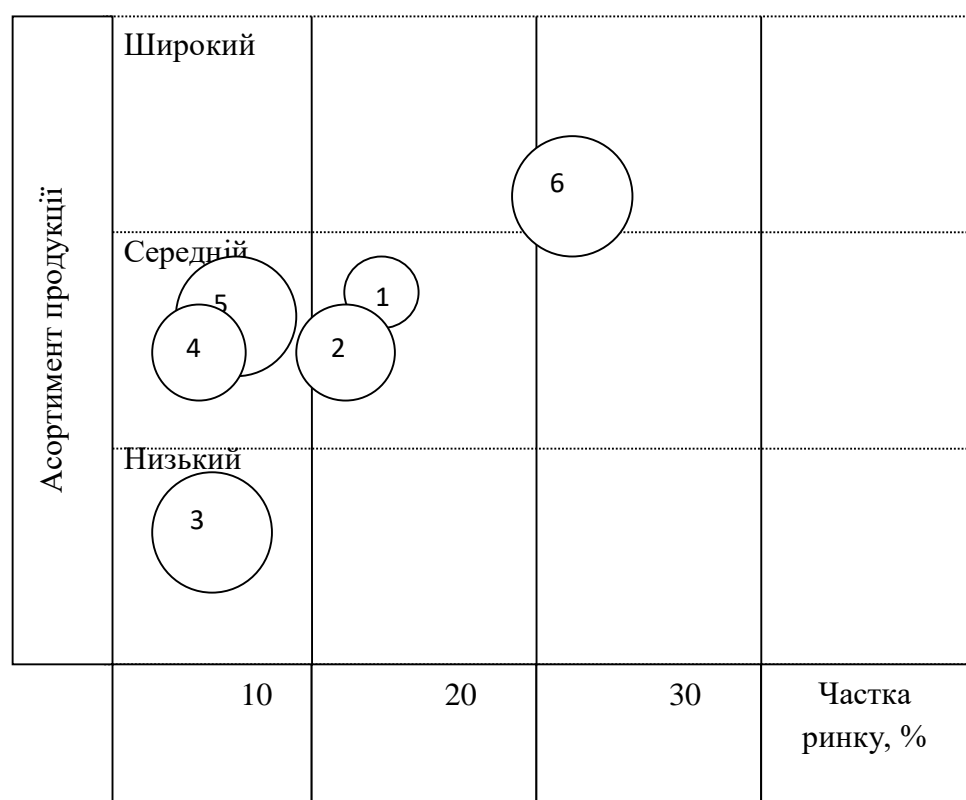 Широкий
6
Асортимент продукції
Середній
5
1
4
2
Низький
3
10
20
30
Частка
ринку, %